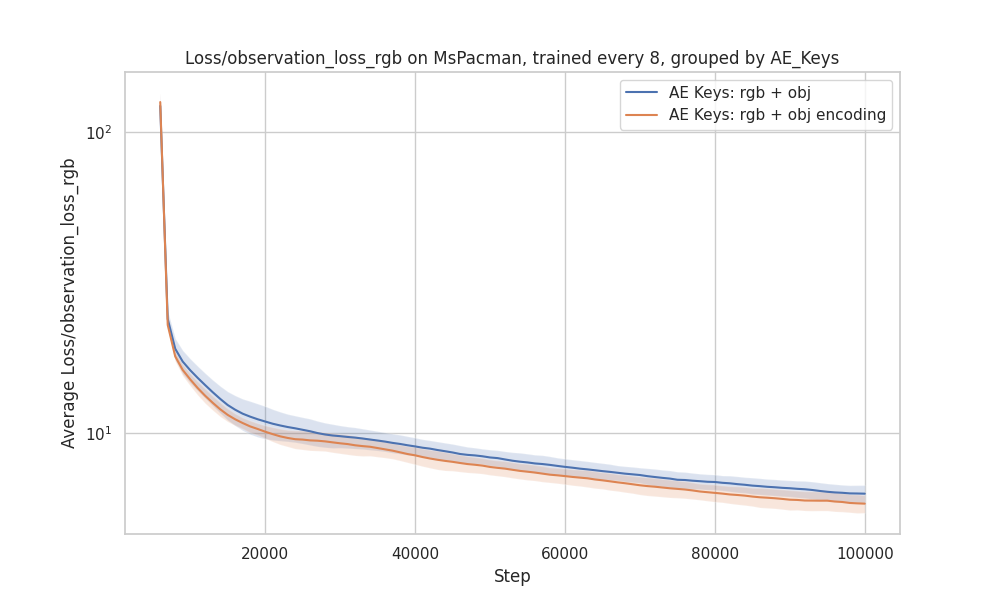 Loss/observation_loss_rgb on MsPacman, trained every 8, grouped by AE_Keys
AE Keys: rgb + obj
AE Keys: rgb + obj encoding
Average Loss/observation_loss_rgb
10²
10¹
20000 40000 60000 80000 100000
Step